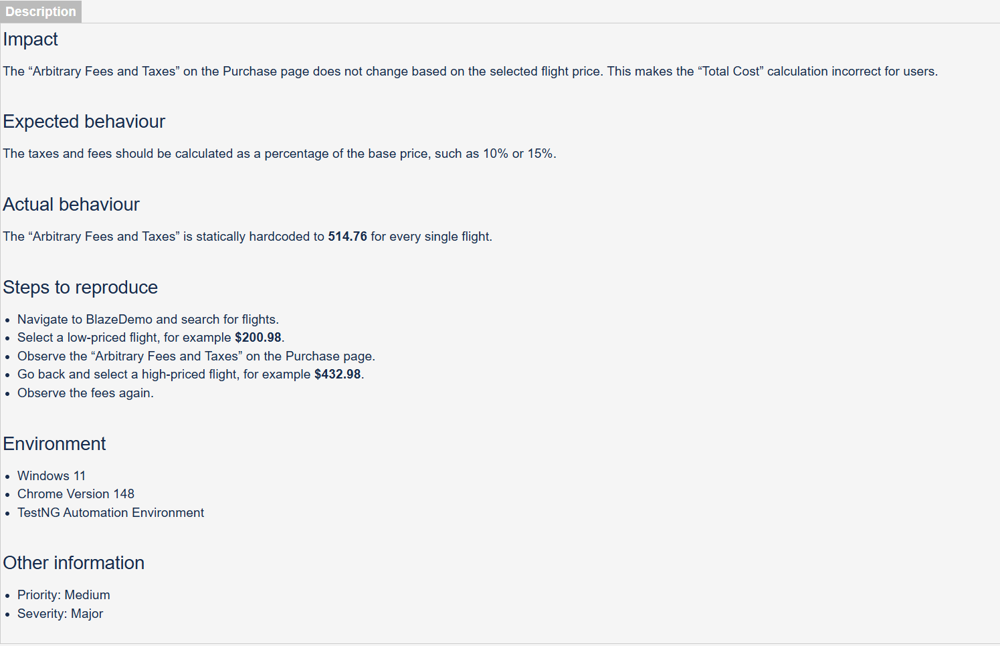 Description
Impact
The “Arbitrary Fees and Taxes” on the Purchase page does not change based on the selected flight price. This makes the “Total Cost” calculation incorrect for users.
Expected behaviour
The taxes and fees should be calculated as a percentage of the base price, such as 10% or 15%.
Actual behaviour
The “Arbitrary Fees and Taxes” is statically hardcoded to 514.76 for every single flight.
Steps to reproduce
• Navigate to BlazeDemo and search for flights.
• Select a low-priced flight, for example $200.98.
• Observe the “Arbitrary Fees and Taxes” on the Purchase page.
• Go back and select a high-priced flight, for example $432.98.
• Observe the fees again.
Environment
• Windows 11
• Chrome Version 148
• TestNG Automation Environment
Other information
• Priority: Medium
• Severity: Major